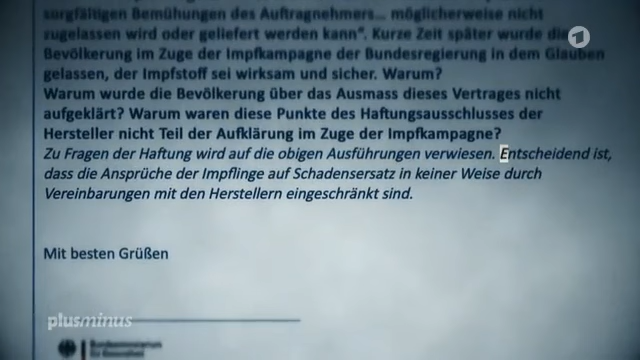 sorgfältigen Bemühungen des Auftragnehmers... möglicherweise nicht
zugelassen wird oder geliefert werden kann“. Kurze Zeit später wurde die
Bevölkerung im Zuge der Impfkampagne der Bundesregierung in dem Glauben
gelassen, der Impfstoff sei wirksam und sicher. Warum?
Warum wurde die Bevölkerung über das Ausmass dieses Vertrages nicht
aufgeklärt? Warum waren diese Punkte des Haftungsausschlusses der
Hersteller nicht Teil der Aufklärung im Zuge der Impfkampagne?
Zu Fragen der Haftung wird auf die obigen Ausführungen verwiesen. Entscheidend ist,
dass die Ansprüche der Impflinge auf Schadensersatz in keiner Weise durch
Vereinbarungen mit den Herstellern eingeschränkt sind.
Mit besten Grüßen
plusminus
Bundesministerium
für Gesundheit
1